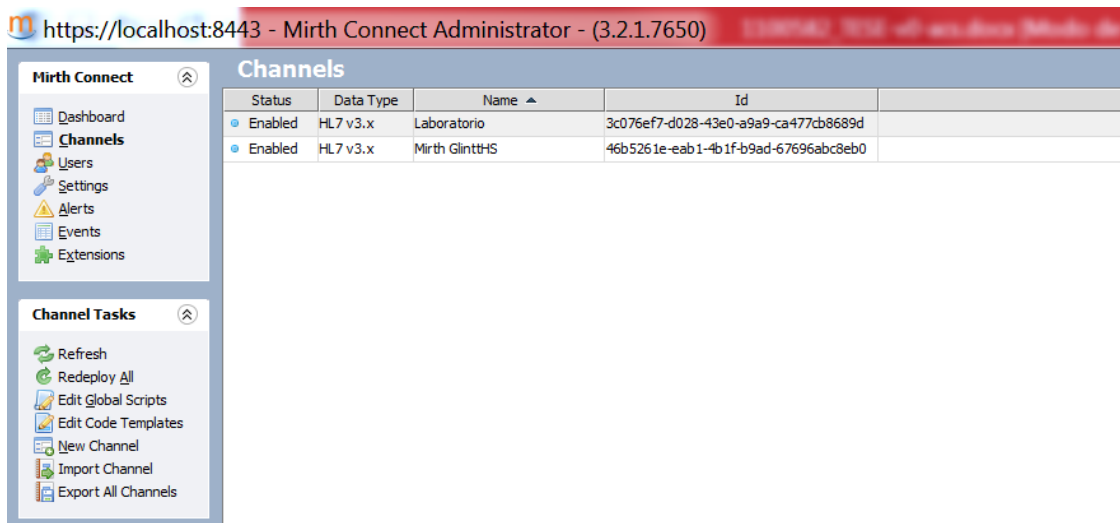 https://localhost:8443 - Mirth Connect Administrator - (3.2.1.7650)
Mirth Connect
Dashboard
Channels
Users
Settings
Alerts
Events
Extensions
Channel Tasks
Refresh
Redeploy All
Edit Global Scripts
Edit Code Templates
New Channel
Import Channel
Export All Channels
Channels
Status Data Type Name Id
Enabled HL7 v3.x Laboratorio 3c076ef7-d028-43e0-a9a9-ca477cb8689d
Enabled HL7 v3.x Mirth GlinttHS 46b5261e-eab1-4b1f-b9ad-67696abc8eb0